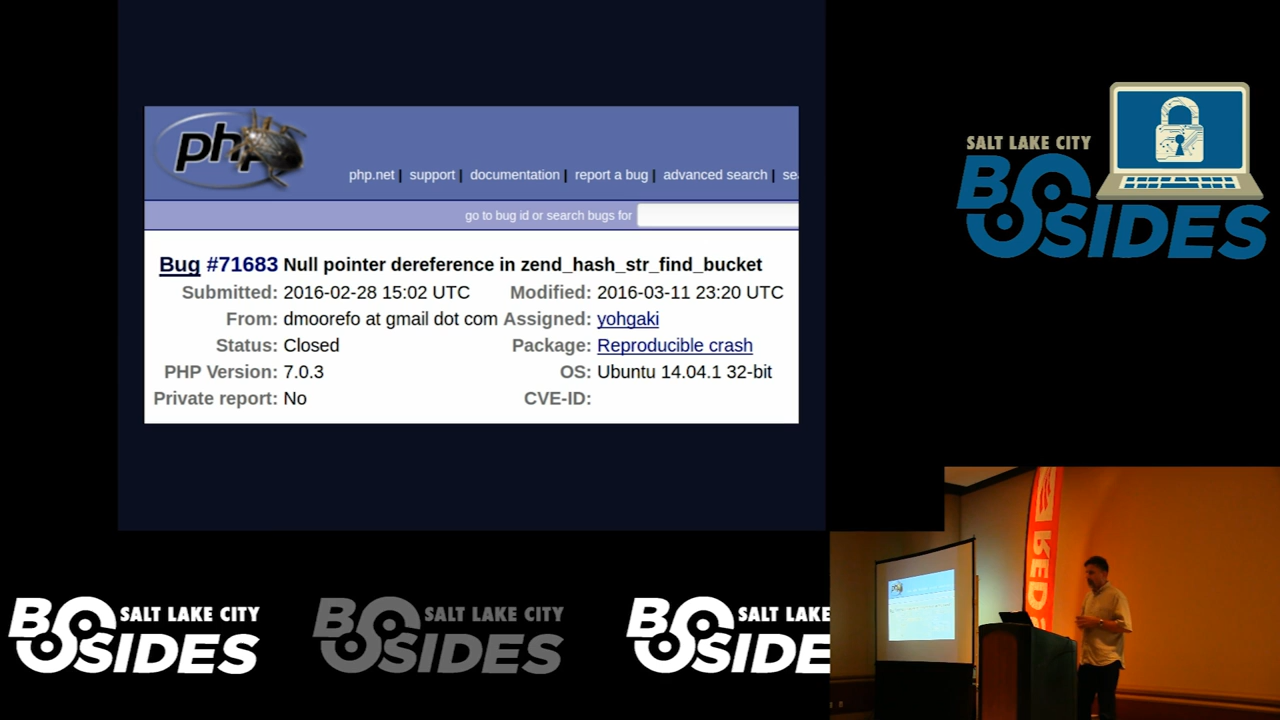 php
php.net | support | documentation | report a bug | advanced search | se
go to bug id or search bugs for
Bug #71683 Null pointer dereference in zend_hash_str_find_bucket
Submitted: 2016-02-28 15:02 UTC Modified: 2016-03-11 23:20 UTC
From: dmoorefo at gmail dot com Assigned: yohgaki
Status: Closed Package: Reproducible crash
PHP Version: 7.0.3 OS: Ubuntu 14.04.1 32-bit
Private report: No CVE-ID:
SALT LAKE CITY
BSIDES
RED
SALT LAKE CITY
BSIDES
SALT LAKE CITY
BSIDES
SALT LAKE
BSIDE